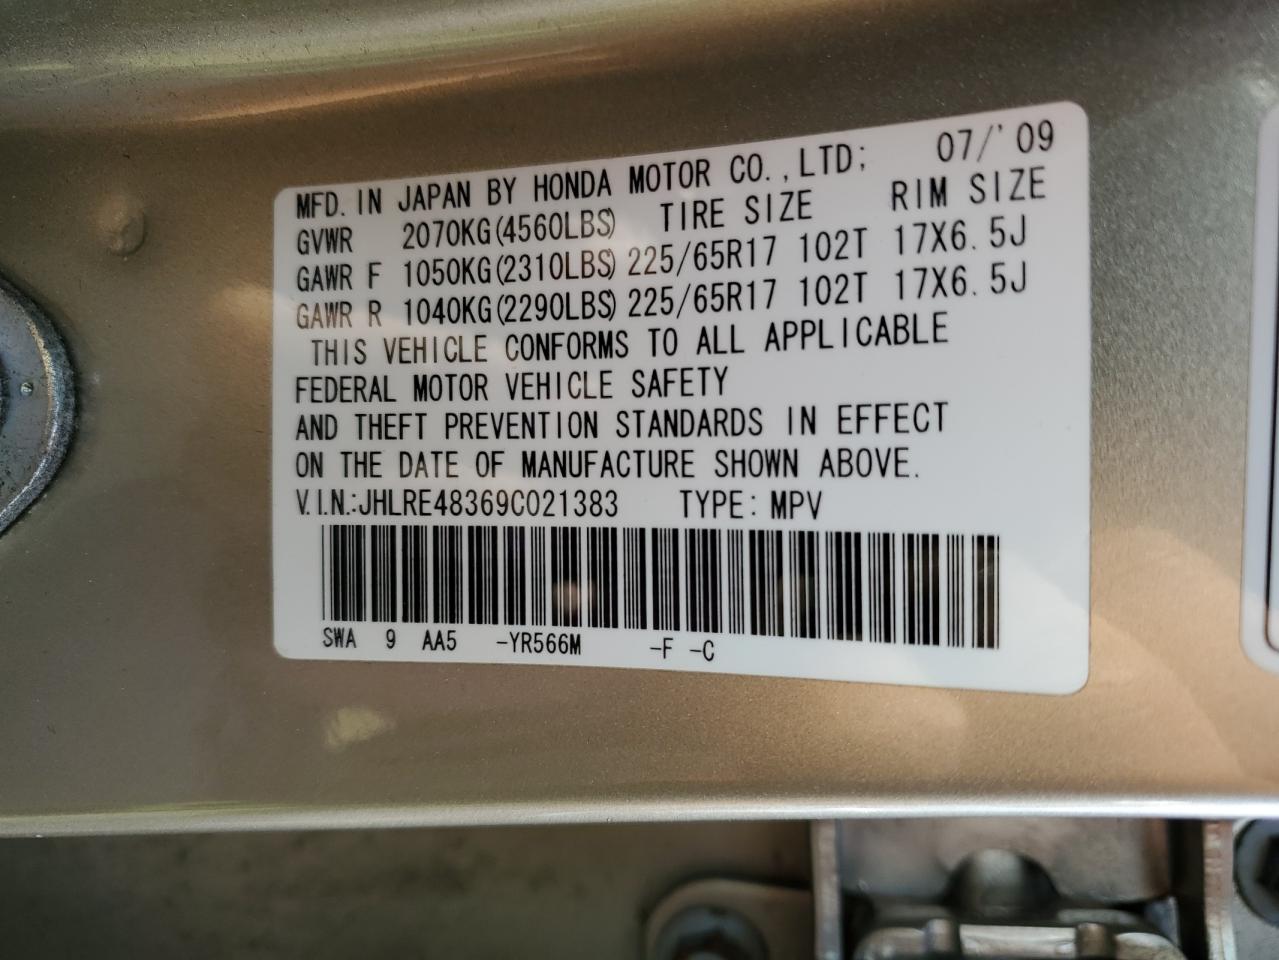 MFD. IN JAPAN BY HONDA MOTOR CO., LTD; 07/'09
GVWR 2070KG(4560LBS) TIRE SIZE RIM SIZE
GAWR F 1050KG(2310LBS) 225/65R17 102T 17X6.5J
GAWR R 1040KG(2290LBS) 225/65R17 102T 17X6.5J
THIS VEHICLE CONFORMS TO ALL APPLICABLE
FEDERAL MOTOR VEHICLE SAFETY
AND THEFT PREVENTION STANDARDS IN EFFECT
ON THE DATE OF MANUFACTURE SHOWN ABOVE.
V.I.N.:JHLRE48369C021383 TYPE: MPV
SWA 9 AA5 -YR566M -F -C